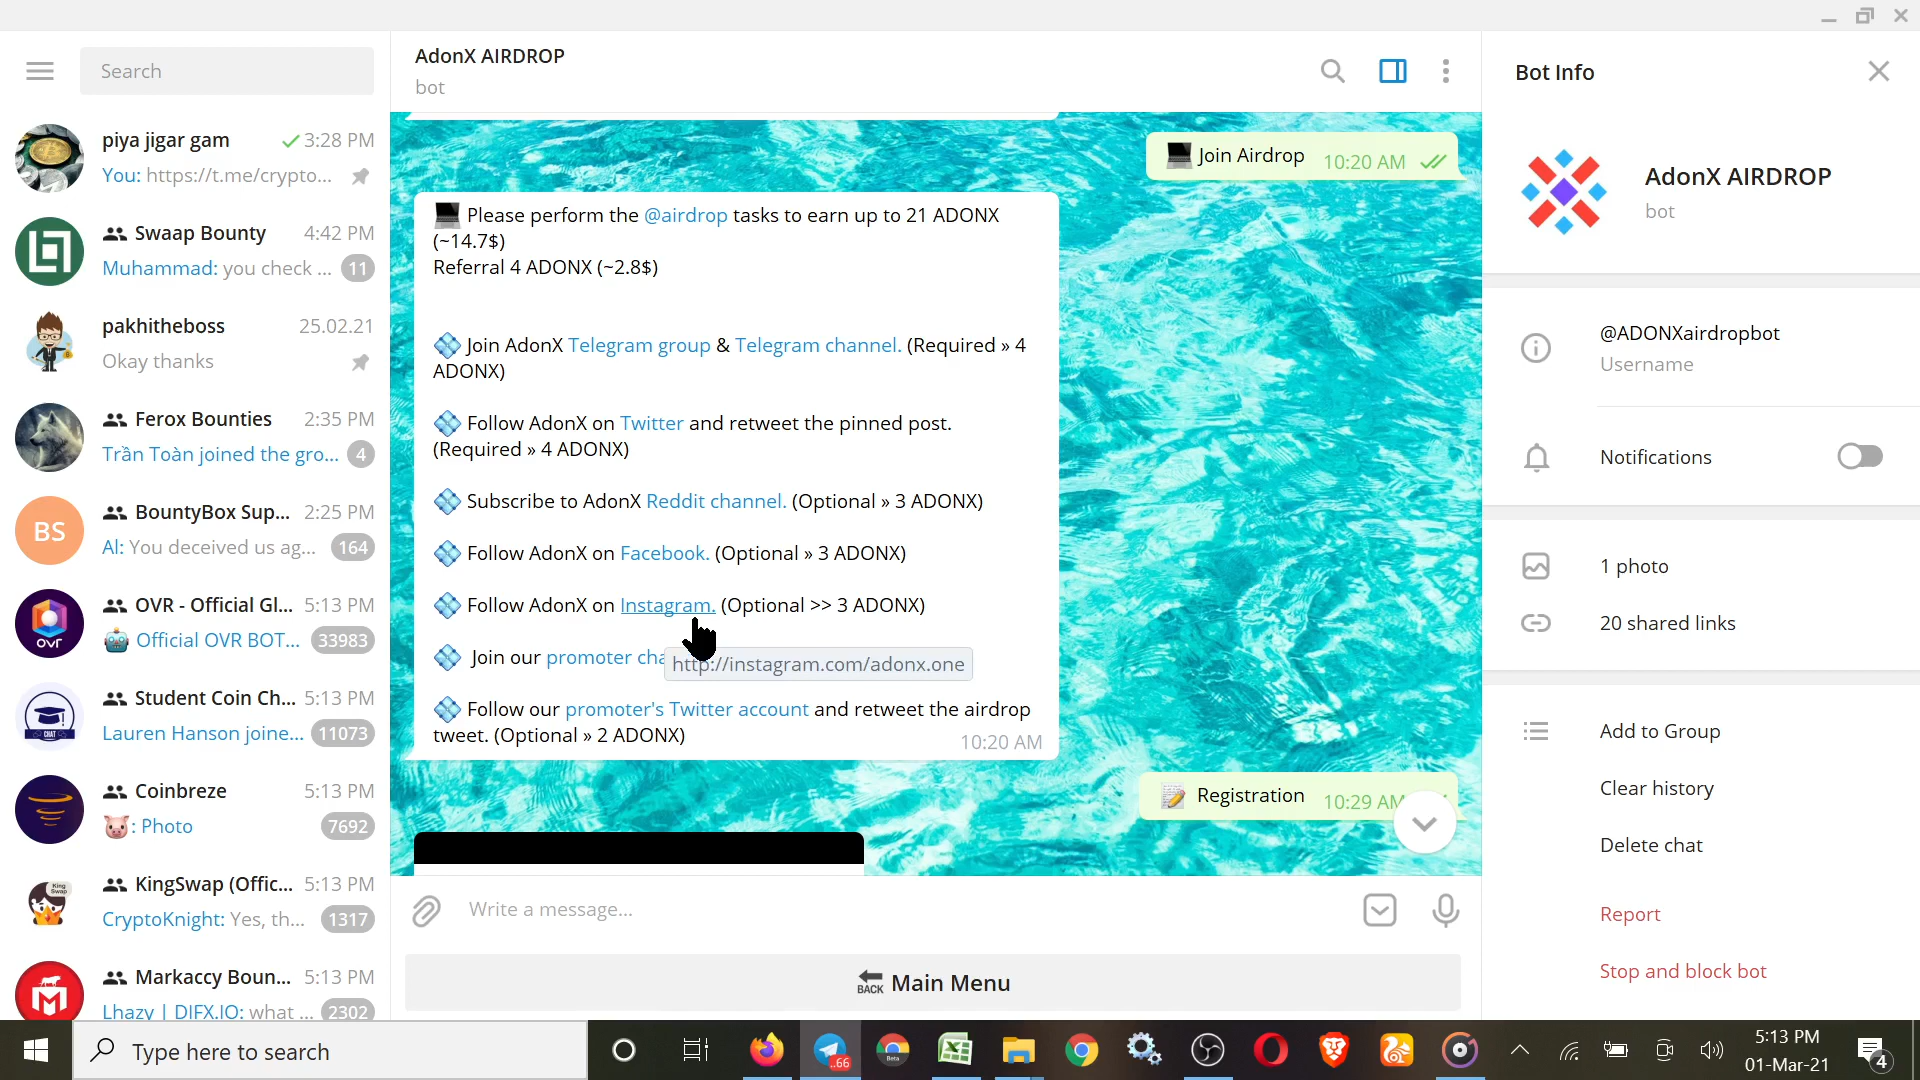 Search
piya jigar gam 3:28 PM
You: https://t.me/crypto...
Swaap Bounty 4:42 PM
Muhammad: you check ... 11
pakhitheboss 25.02.21
Okay thanks
Ferox Bounties 2:35 PM
Trần Toàn joined the gro... 4
BS
BountyBox Sup... 2:25 PM
Al: You deceived us ag... 164
OVR
OVR - Official Gl... 5:13 PM
Official OVR BOT... 33983
CHAT
Student Coin Ch... 5:13 PM
Lauren Hanson joine... 11073
Coinbreze 5:13 PM
: Photo 7692
King Swap
KingSwap (Offic... 5:13 PM
CryptoKnight: Yes, th... 1317
Markaccy Boun... 5:13 PM
Lhazy | DIFX.IO: what ... 2302
AdonX AIRDROP
bot
Join Airdrop 10:20 AM
Please perform the @airdrop tasks to earn up to 21 ADONX
(~14.7$)
Referral 4 ADONX (~2.8$)
Join AdonX Telegram group & Telegram channel. (Required » 4
ADONX)
Follow AdonX on Twitter and retweet the pinned post.
(Required » 4 ADONX)
Subscribe to AdonX Reddit channel. (Optional » 3 ADONX)
Follow AdonX on Facebook. (Optional » 3 ADONX)
Follow AdonX on Instagram. (Optional >> 3 ADONX)
Join our promoter cha
http://instagram.com/adonx.one
Follow our promoter's Twitter account and retweet the airdrop
tweet. (Optional » 2 ADONX)
10:20 AM
Registration 10:29 AM
Write a message...
BACK Main Menu
Bot Info
AdonX AIRDROP
bot
@ADONXairdropbot
Username
Notifications
1 photo
20 shared links
Add to Group
Clear history
Delete chat
Report
Stop and block bot
Type here to search
..66
Beta
5:13 PM
01-Mar-21
4